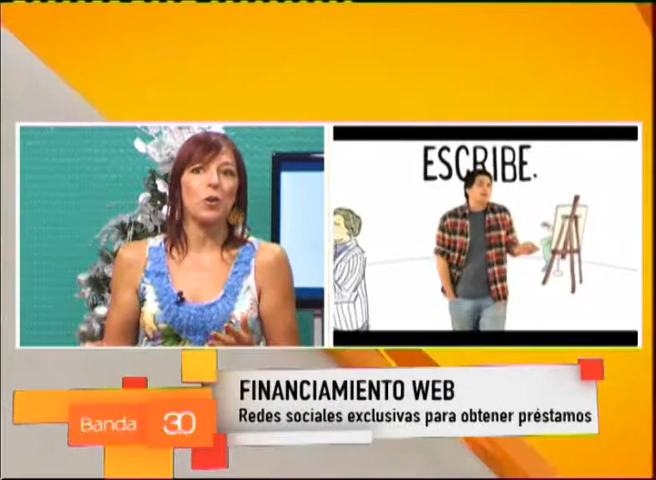 ESCRIBE.
FINANCIAMIENTO WEB
Redes sociales exclusivas para obtener préstamos
Banda 30